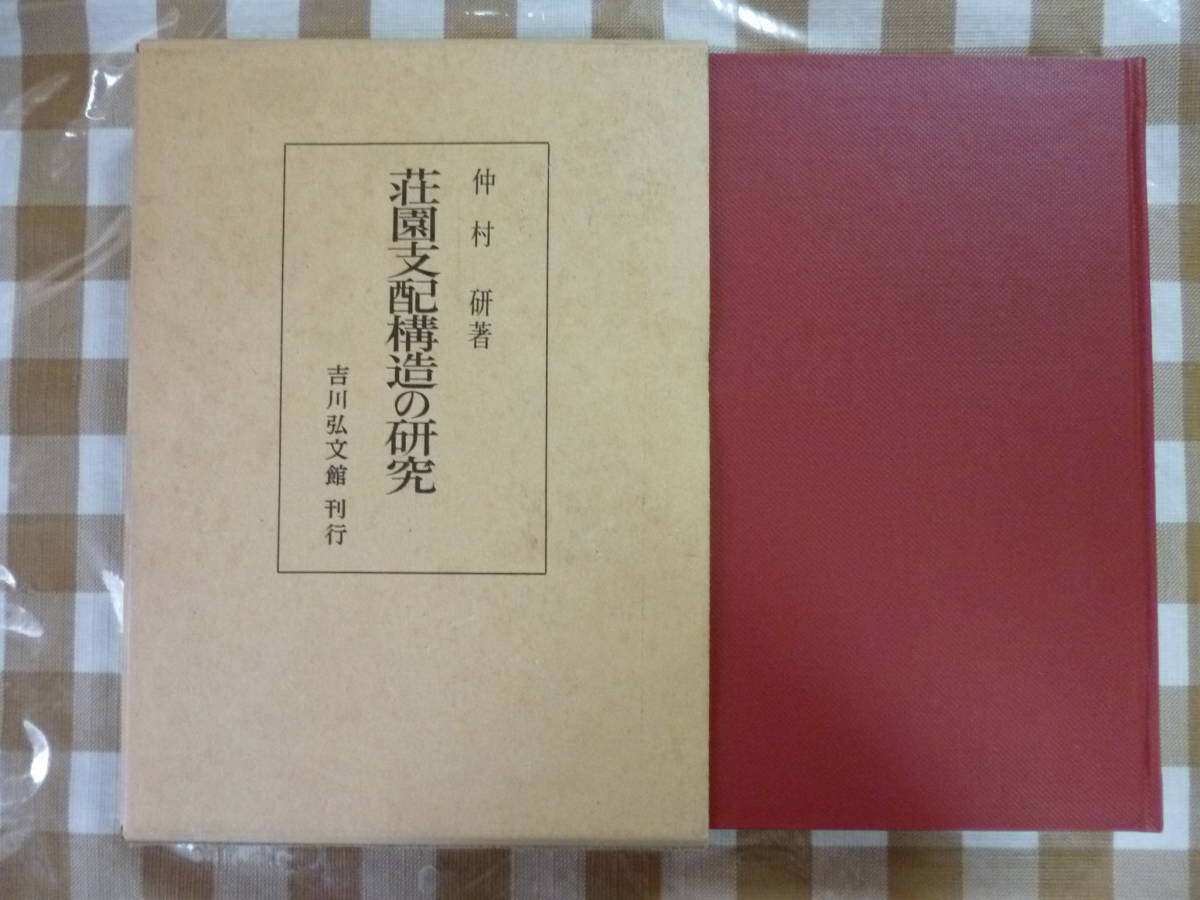 仲村研著
荘園支配構造の研究
吉川弘文館刊行